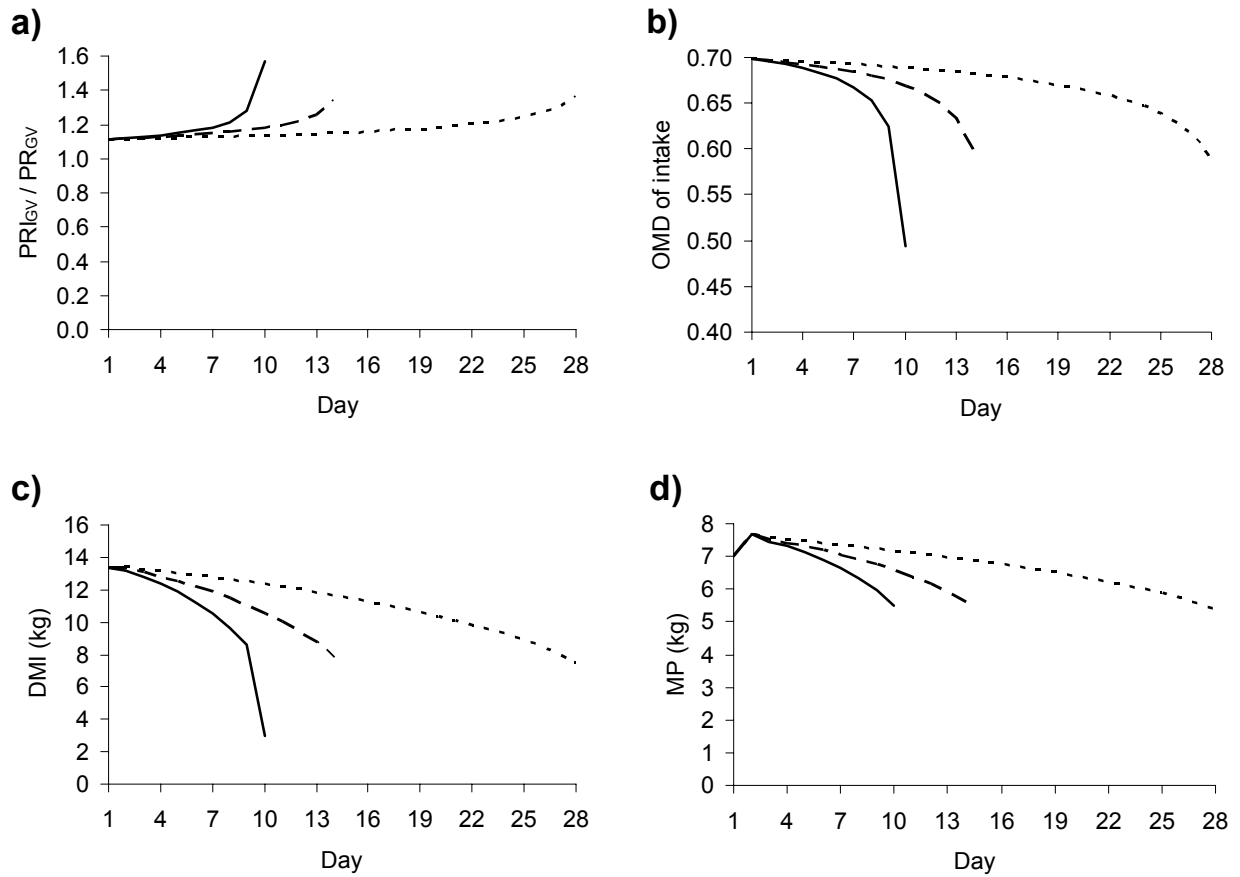 a)
1.6
1.4
1.2
1.0
0.8
0.6
0.4
0.2
0.0
PRIGV / PRGV
1 4 7 10 13 16 19 22 25 28
Day
b)
0.70
0.65
0.60
0.55
0.50
0.45
0.40
OMD of intake
1 4 7 10 13 16 19 22 25 28
Day
c)
16
14
12
10
8
6
4
2
0
DMI (kg)
1 4 7 10 13 16 19 22 25 28
Day
d)
8
7
6
5
4
3
2
1
0
MP (kg)
1 4 7 10 13 16 19 22 25 28
Day